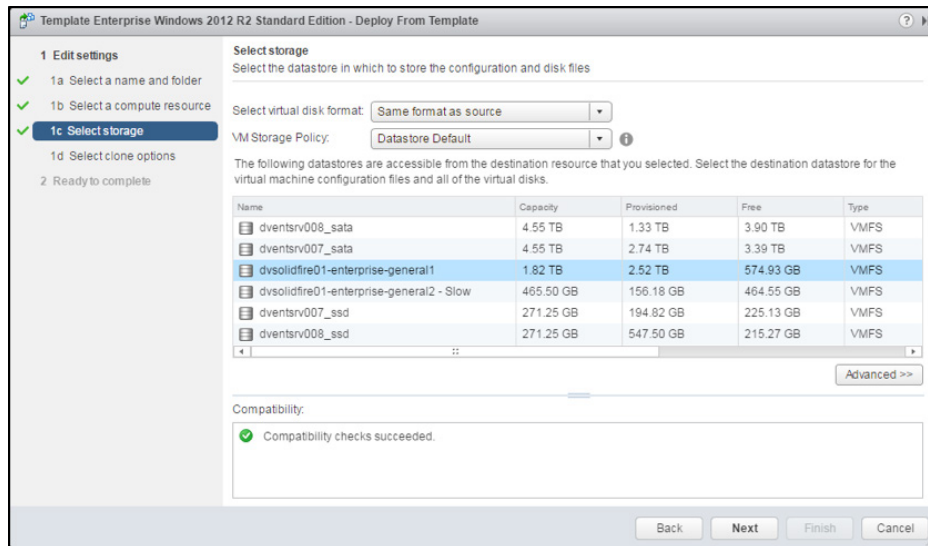 Template Enterprise Windows 2012 R2 Standard Edition - Deploy From Template
1 Edit settings
1a Select a name and folder
1b Select a compute resource
1c Select storage
1d Select clone options
2 Ready to complete
Select storage
Select the datastore in which to store the configuration and disk files
Select virtual disk format: Same format as source
VM Storage Policy: Datastore Default
The following datastores are accessible from the destination resource that you selected. Select the destination datastore for the
virtual machine configuration files and all of the virtual disks.
Name Capacity Provisioned Free Type
dventsrv008_sata 4.55 TB 1.33 TB 3.90 TB VMFS
dventsrv007_sata 4.55 TB 2.74 TB 3.39 TB VMFS
dvsolidfire01-enterprise-general1 1.82 TB 2.52 TB 574.93 GB VMFS
dvsolidfire01-enterprise-general2 - Slow 465.50 GB 156.18 GB 464.55 GB VMFS
dventsrv007_ssd 271.25 GB 194.82 GB 225.13 GB VMFS
dventsrv008_ssd 271.25 GB 547.50 GB 215.27 GB VMFS
Advanced >>
Compatibility:
Compatibility checks succeeded.
Back Next Finish Cancel